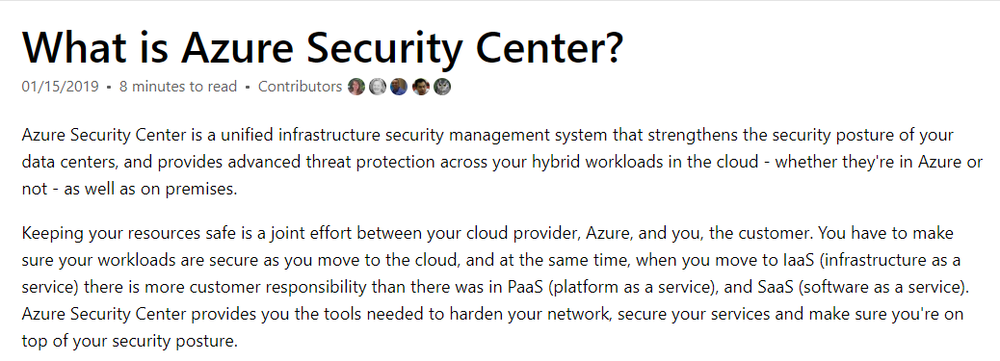 What is Azure Security Center?
01/15/2019 • 8 minutes to read • Contributors
Azure Security Center is a unified infrastructure security management system that strengthens the security posture of your
data centers, and provides advanced threat protection across your hybrid workloads in the cloud - whether they're in Azure or
not - as well as on premises.
Keeping your resources safe is a joint effort between your cloud provider, Azure, and you, the customer. You have to make
sure your workloads are secure as you move to the cloud, and at the same time, when you move to IaaS (infrastructure as a
service) there is more customer responsibility than there was in PaaS (platform as a service), and SaaS (software as a service).
Azure Security Center provides you the tools needed to harden your network, secure your services and make sure you're on
top of your security posture.